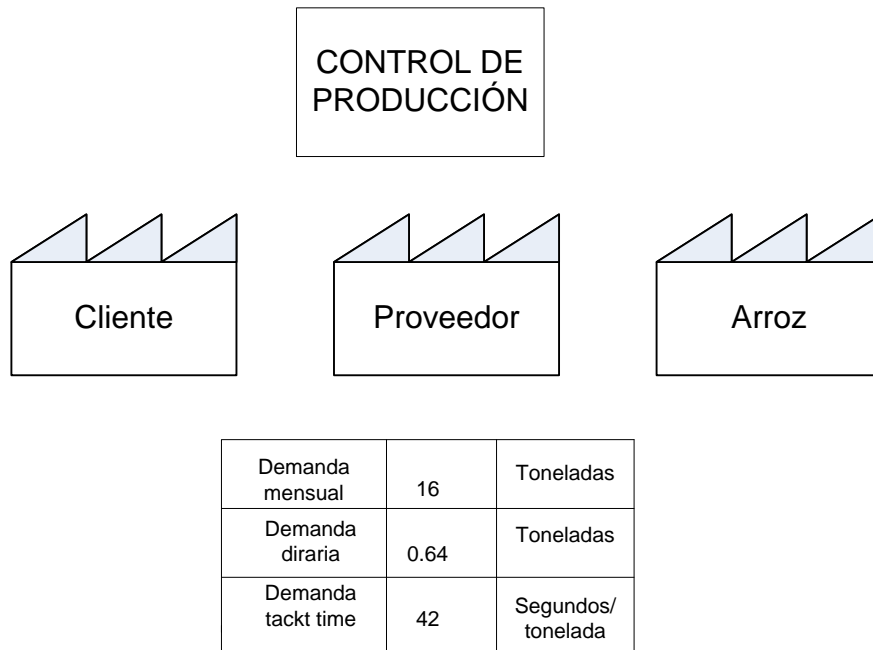 CONTROL DE
PRODUCCIÓN
Cliente
Proveedor
Arroz
Demanda
mensual
16
Toneladas
Demanda
diraria
0.64
Toneladas
Demanda
tackt time
42
Segundos/
tonelada